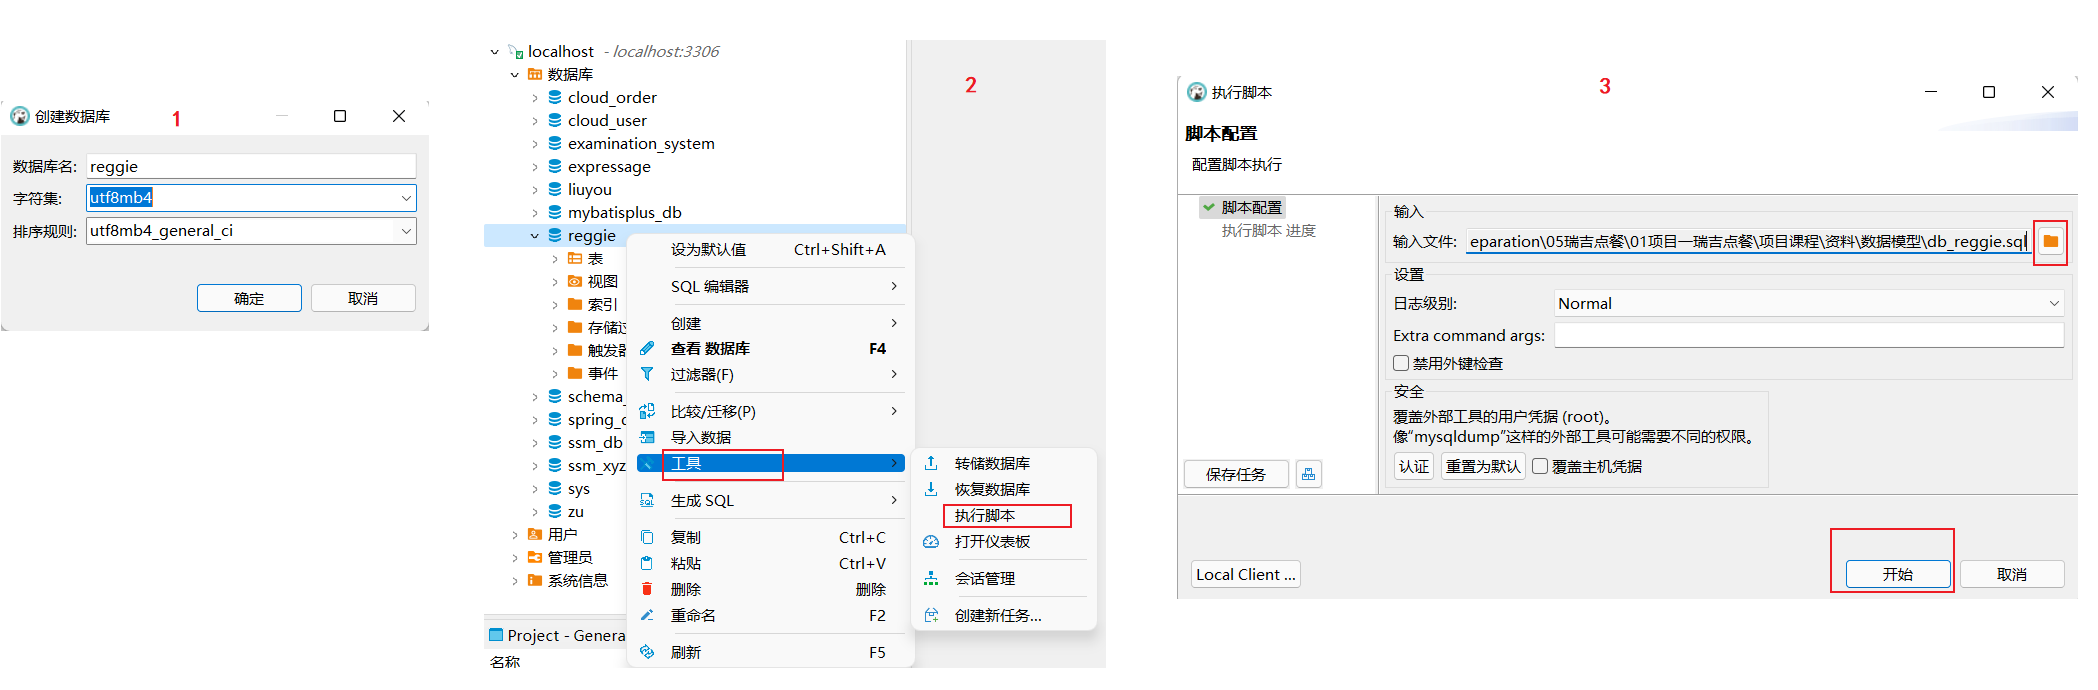 创建数据库
1
数据库名:
reggie
字符集:
utf8mb4
排序规则:
utf8mb4_general_ci
确定
取消
localhost - localhost:3306
2
数据库
cloud_order
cloud_user
examination_system
expressage
liuyou
mybatisplus_db
reggie
表
视图
索引
存储过
触发器
事件
schema_
spring_c
ssm_db
ssm_xyz
sys
zu
用户
管理员
系统信息
Project - Genera
名称
设为默认值 Ctrl+Shift+A
SQL 编辑器
创建
查看 数据库 F4
过滤器(F)
比较/迁移(P)
导入数据
工具
生成 SQL
复制 Ctrl+C
粘贴 Ctrl+V
删除 删除
重命名 F2
刷新 F5
转储数据库
恢复数据库
执行脚本
打开仪表板
会话管理
创建新任务...
执行脚本
3
脚本配置
配置脚本执行
脚本配置
执行脚本 进度
保存任务
输入
输入文件: eparation\05瑞吉点餐\01项目一瑞吉点餐\项目课程\资料\数据模型\db_reggie.sql
设置
日志级别: Normal
Extra command args:
禁用外键检查
安全
覆盖外部工具的用户凭据 (root)。
像“mysqldump”这样的外部工具可能需要不同的权限。
认证 重置为默认 覆盖主机凭据
Local Client ...
开始
取消